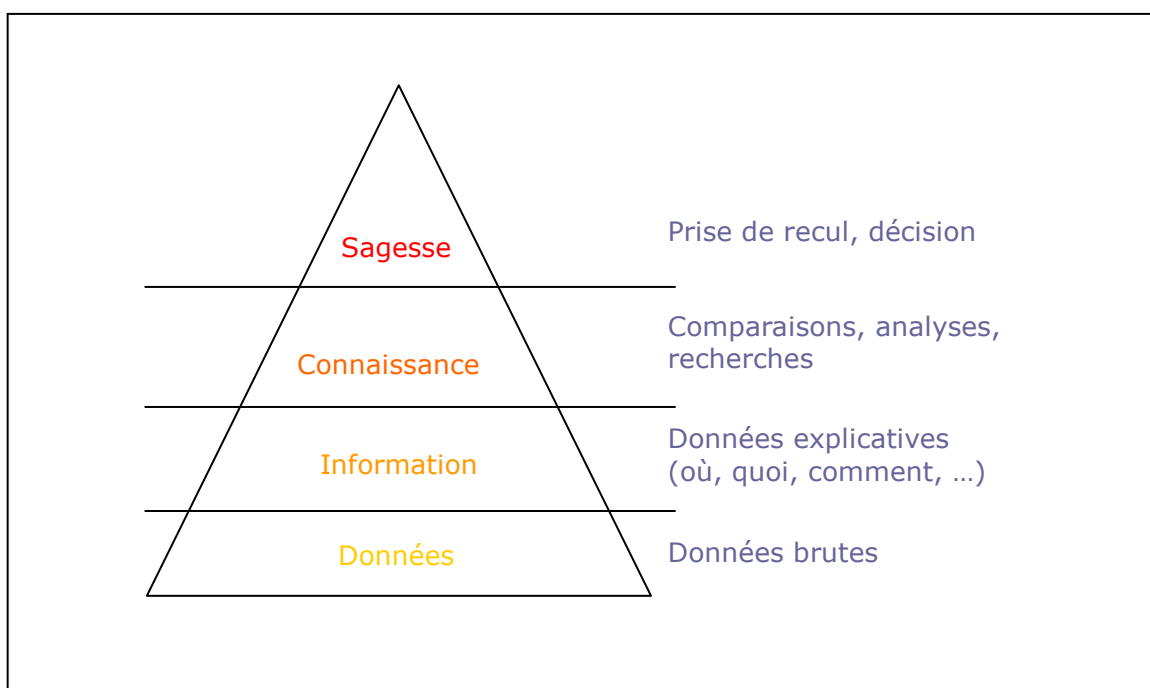 Sagesse
Prise de recul, décision
Connaissance
Comparaisons, analyses,
recherches
Information
Données explicatives
(où, quoi, comment, …)
Données
Données brutes